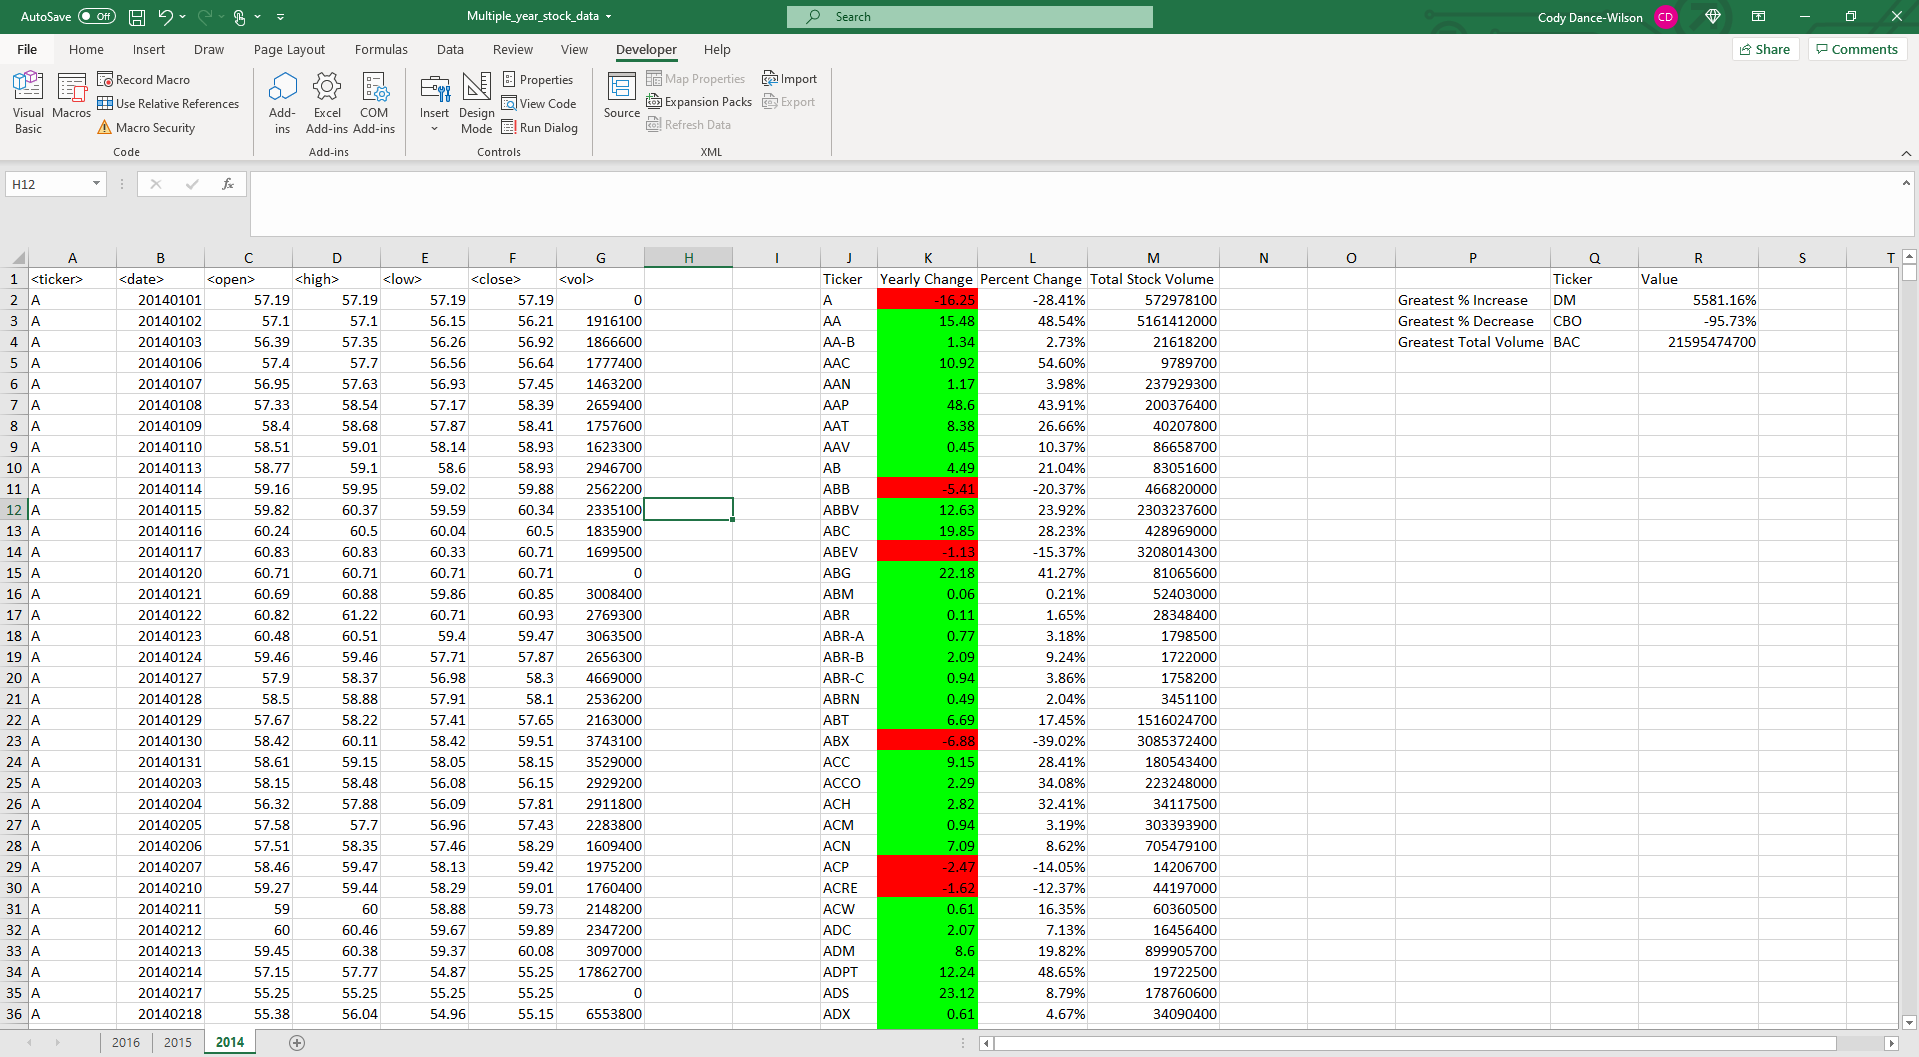 AutoSave Off Multiple_year_stock_data Search Cody Dance-Wilson CD
File Home Insert Draw Page Layout Formulas Data Review View Developer Help Share Comments
Visual Basic Macros Record Macro Use Relative References Macro Security Code
Add-ins Excel Add-ins COM Add-ins Add-ins
Insert Design Mode Properties View Code Run Dialog Controls
Source Map Properties Expansion Packs Refresh Data Import Export XML
H12 fx
A B C D E F G H I J K L M N O P Q R S T
1 <ticker> <date> <open> <high> <low> <close> <vol> Ticker Yearly Change Percent Change Total Stock Volume Ticker Value
2 A 20140101 57.19 57.19 57.19 57.19 0 A -16.25 -28.41% 572978100 Greatest % Increase DM 5581.16%
3 A 20140102 57.1 57.1 56.15 56.21 1916100 AA 15.48 48.54% 5161412000 Greatest % Decrease CBO -95.73%
4 A 20140103 56.39 57.35 56.26 56.92 1866600 AA-B 1.34 2.73% 21618200 Greatest Total Volume BAC 21595474700
5 A 20140106 57.4 57.7 56.56 56.64 1777400 AAC 10.92 54.60% 9789700
6 A 20140107 56.95 57.63 56.93 57.45 1463200 AAN 1.17 3.98% 237929300
7 A 20140108 57.33 58.54 57.17 58.39 2659400 AAP 48.6 43.91% 200376400
8 A 20140109 58.4 58.68 57.87 58.41 1757600 AAT 8.38 26.66% 40207800
9 A 20140110 58.51 59.01 58.14 58.93 1623300 AAV 0.45 10.37% 86658700
10 A 20140113 58.77 59.1 58.6 58.93 2946700 AB 4.49 21.04% 83051600
11 A 20140114 59.16 59.95 59.02 59.88 2562200 ABB -5.41 -20.37% 466820000
12 A 20140115 59.82 60.37 59.59 60.34 2335100 ABBV 12.63 23.92% 2303237600
13 A 20140116 60.24 60.5 60.04 60.5 1835900 ABC 19.85 28.23% 428969000
14 A 20140117 60.83 60.83 60.33 60.71 1699500 ABEV -1.13 -15.37% 3208014300
15 A 20140120 60.71 60.71 60.71 60.71 0 ABG 22.18 41.27% 81065600
16 A 20140121 60.69 60.88 59.86 60.85 3008400 ABM 0.06 0.21% 52403000
17 A 20140122 60.82 61.22 60.71 60.93 2769300 ABR 0.11 1.65% 28348400
18 A 20140123 60.48 60.51 59.4 59.47 3063500 ABR-A 0.77 3.18% 1798500
19 A 20140124 59.46 59.46 57.71 57.87 2656300 ABR-B 2.09 9.24% 1722000
20 A 20140127 57.9 58.37 56.98 58.3 4669000 ABR-C 0.94 3.86% 1758200
21 A 20140128 58.5 58.88 57.91 58.1 2536200 ABRN 0.49 2.04% 3451100
22 A 20140129 57.67 58.22 57.41 57.65 2163000 ABT 6.69 17.45% 1516024700
23 A 20140130 58.42 60.11 58.42 59.51 3743100 ABX -6.88 -39.02% 3085372400
24 A 20140131 58.61 59.15 58.05 58.15 3529000 ACC 9.15 28.41% 180543400
25 A 20140203 58.15 58.48 56.08 56.15 2929200 ACCO 2.29 34.08% 223248000
26 A 20140204 56.32 57.88 56.09 57.81 2911800 ACH 2.82 32.41% 34117500
27 A 20140205 57.58 57.7 56.96 57.43 2283800 ACM 0.94 3.19% 303393900
28 A 20140206 57.51 58.35 57.46 58.29 1609400 ACN 7.09 8.62% 705479100
29 A 20140207 58.46 59.47 58.13 59.42 1975200 ACP -2.47 -14.05% 14206700
30 A 20140210 59.27 59.44 58.29 59.01 1760400 ACRE -1.62 -12.37% 44197000
31 A 20140211 59 60 58.88 59.73 2148200 ACW 0.61 16.35% 60360500
32 A 20140212 60 60.46 59.67 59.89 2347200 ADC 2.07 7.13% 16456400
33 A 20140213 59.45 60.38 59.37 60.08 3097000 ADM 8.6 19.82% 899905700
34 A 20140214 57.15 57.77 54.87 55.25 17862700 ADPT 12.24 48.65% 19722500
35 A 20140217 55.25 55.25 55.25 55.25 0 ADS 23.12 8.79% 178760600
36 A 20140218 55.38 56.04 54.96 55.15 6553800 ADX 0.61 4.67% 34090400
2016 2015 2014